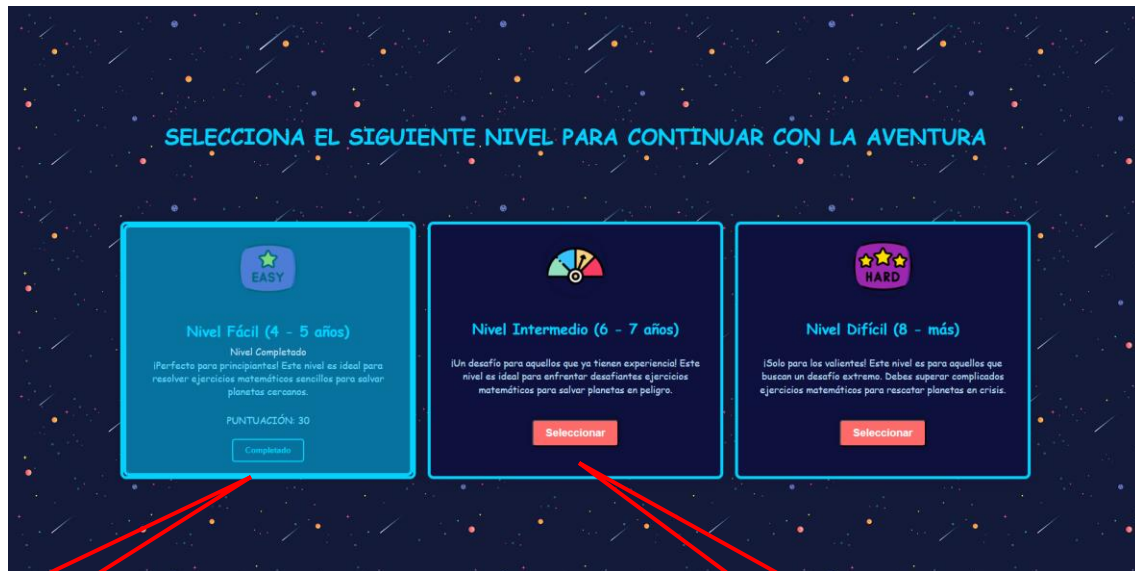 SELECCIONA EL SIGUIENTE NIVEL PARA CONTINUAR CON LA AVENTURA
EASY
Nivel Fácil (4 - 5 años)
Nivel Completado
¡Perfecto para principiantes! Este nivel es ideal para
resolver ejercicios matemáticos sencillos para salvar
planetas cercanos.
PUNTUACIÓN: 30
Completado
Nivel Intermedio (6 - 7 años)
¡Un desafío para aquellos que ya tienen experiencia! Este
nivel es ideal para enfrentar desafiantes ejercicios
matemáticos para salvar planetas en peligro.
Seleccionar
HARD
Nivel Difícil (8 - más)
¡Solo para los valientes! Este nivel es para aquellos que
buscan un desafío extremo. Debes superar complicados
ejercicios matemáticos para rescatar planetas en crisis.
Seleccionar